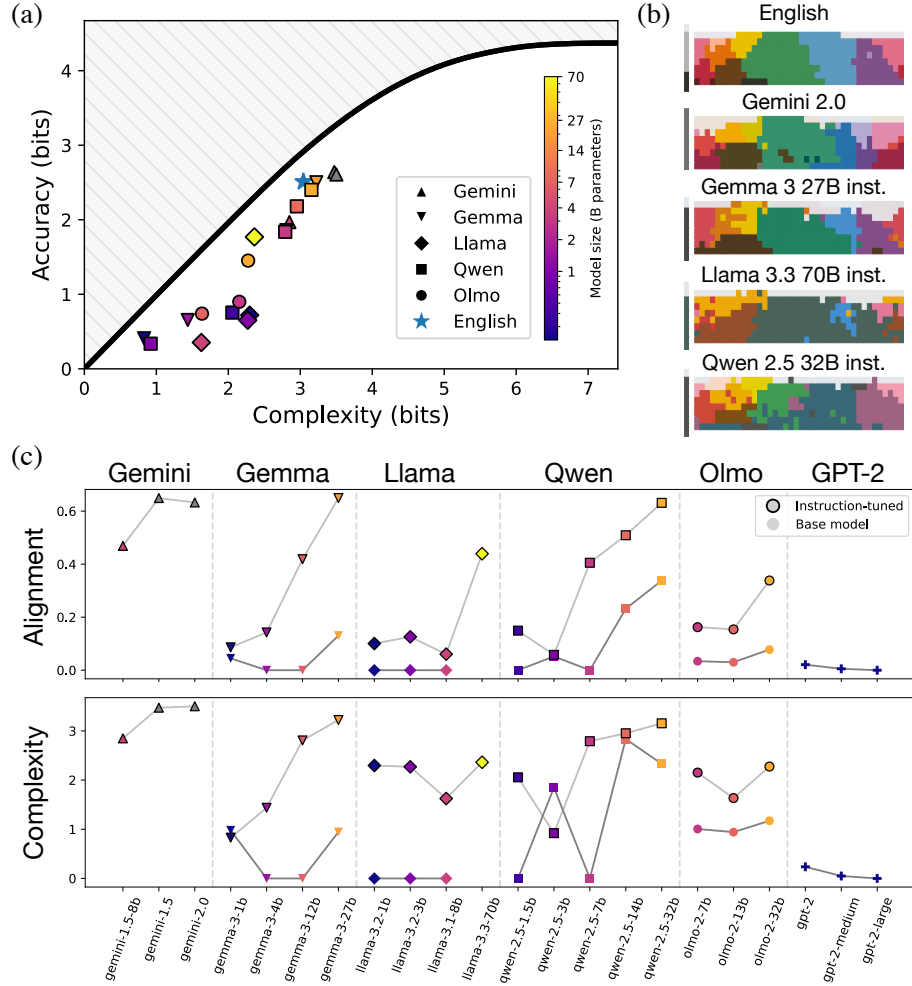 (a)
Accuracy (bits)
4
3
2
1
0
0 1 2 3 4 5 6 7
Complexity (bits)
Gemini
Gemma
Llama
Qwen
Olmo
English
70
27
14
7
4
2
1
Model size (B parameters)
(b)
English
Gemini 2.0
Gemma 3 27B inst.
Llama 3.3 70B inst.
Qwen 2.5 32B inst.
(c)
Gemini Gemma Llama Qwen Olmo GPT-2
Alignment
0.6
0.4
0.2
0.0
Instruction-tuned
Base model
Complexity
3
2
1
0
gemini-1.5-8b
gemini-1.5
gemini-2.0
gemma-3-1b
gemma-3-4b
gemma-3-12b
gemma-3-27b
llama-3.2-1b
llama-3.2-3b
llama-3.1-8b
llama-3.3-70b
qwen-2.5-1.5b
qwen-2.5-3b
qwen-2.5-7b
qwen-2.5-14b
qwen-2.5-32b
olmo-2-7b
olmo-2-13b
olmo-2-32b
gpt-2
gpt-2-medium
gpt-2-large